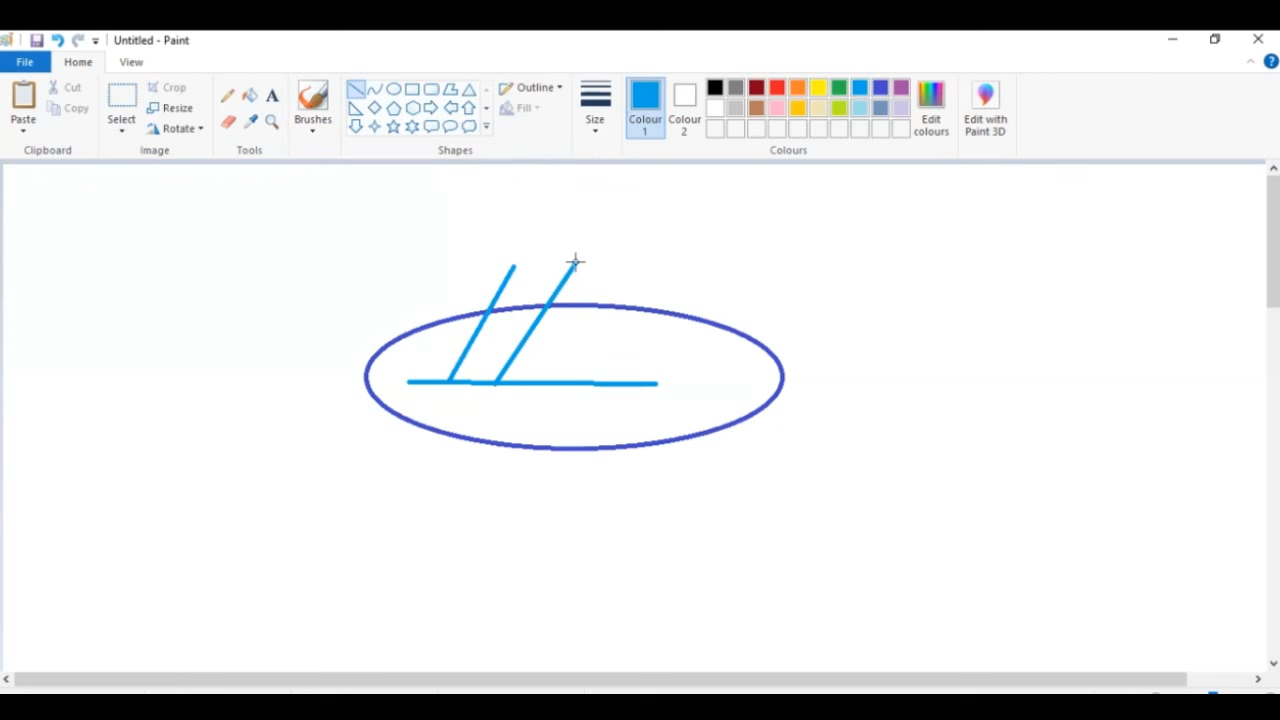 Untitled - Paint
File Home View
Paste
Cut
Copy
Clipboard
Select
Crop
Resize
Rotate
Image
A
Tools
Brushes
Shapes
Outline
Fill
Size
Colour 1
Colour 2
Edit colours
Colours
Edit with Paint 3D